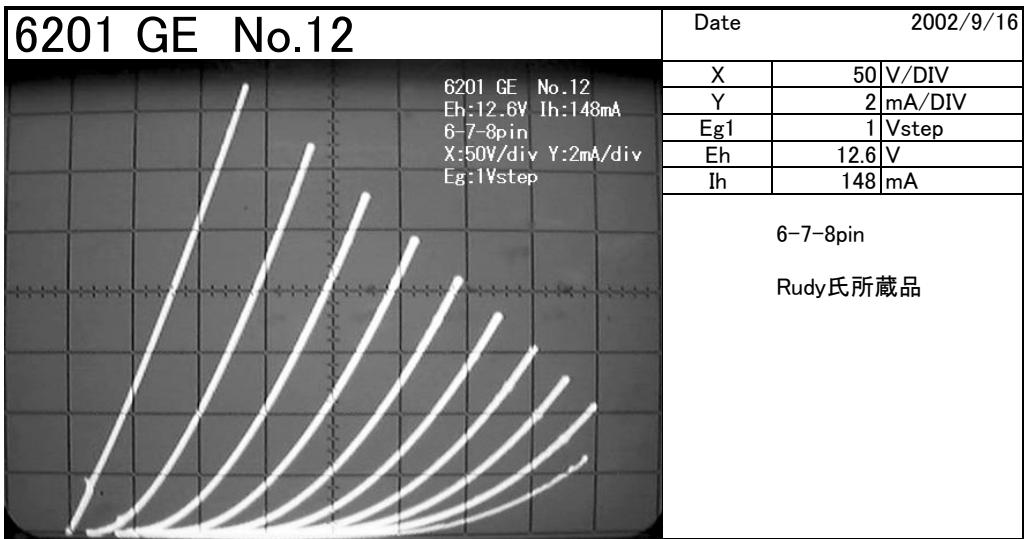 6201 GE No.12
Date 2002/9/16
6201 GE No.12
Eh:12.6V Ih:148mA
6-7-8pin
X:50V/div Y:2mA/div
Eg:1Vstep
X 50 V/DIV
Y 2 mA/DIV
Eg1 1 Vstep
Eh 12.6 V
Ih 148 mA
6-7-8pin
Rudy氏所蔵品